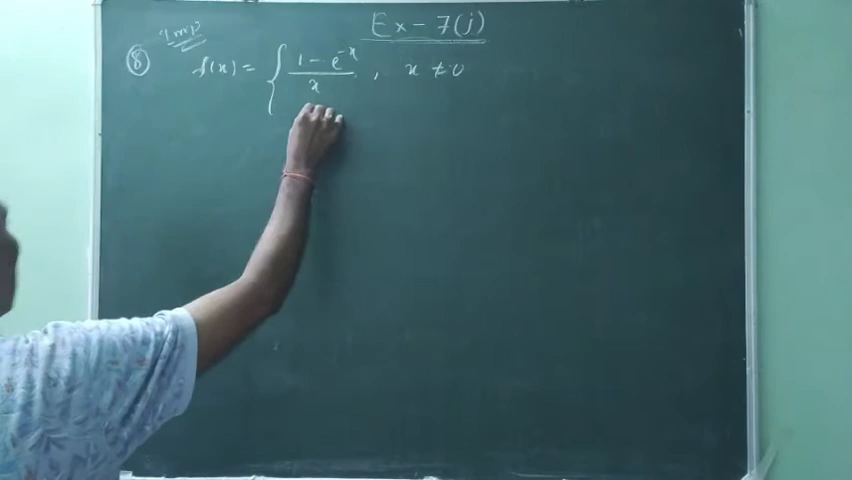 Ex - 7(j)
Imp
⑧ f(x) = { (1 - e^{-x})/x , x ≠ 0